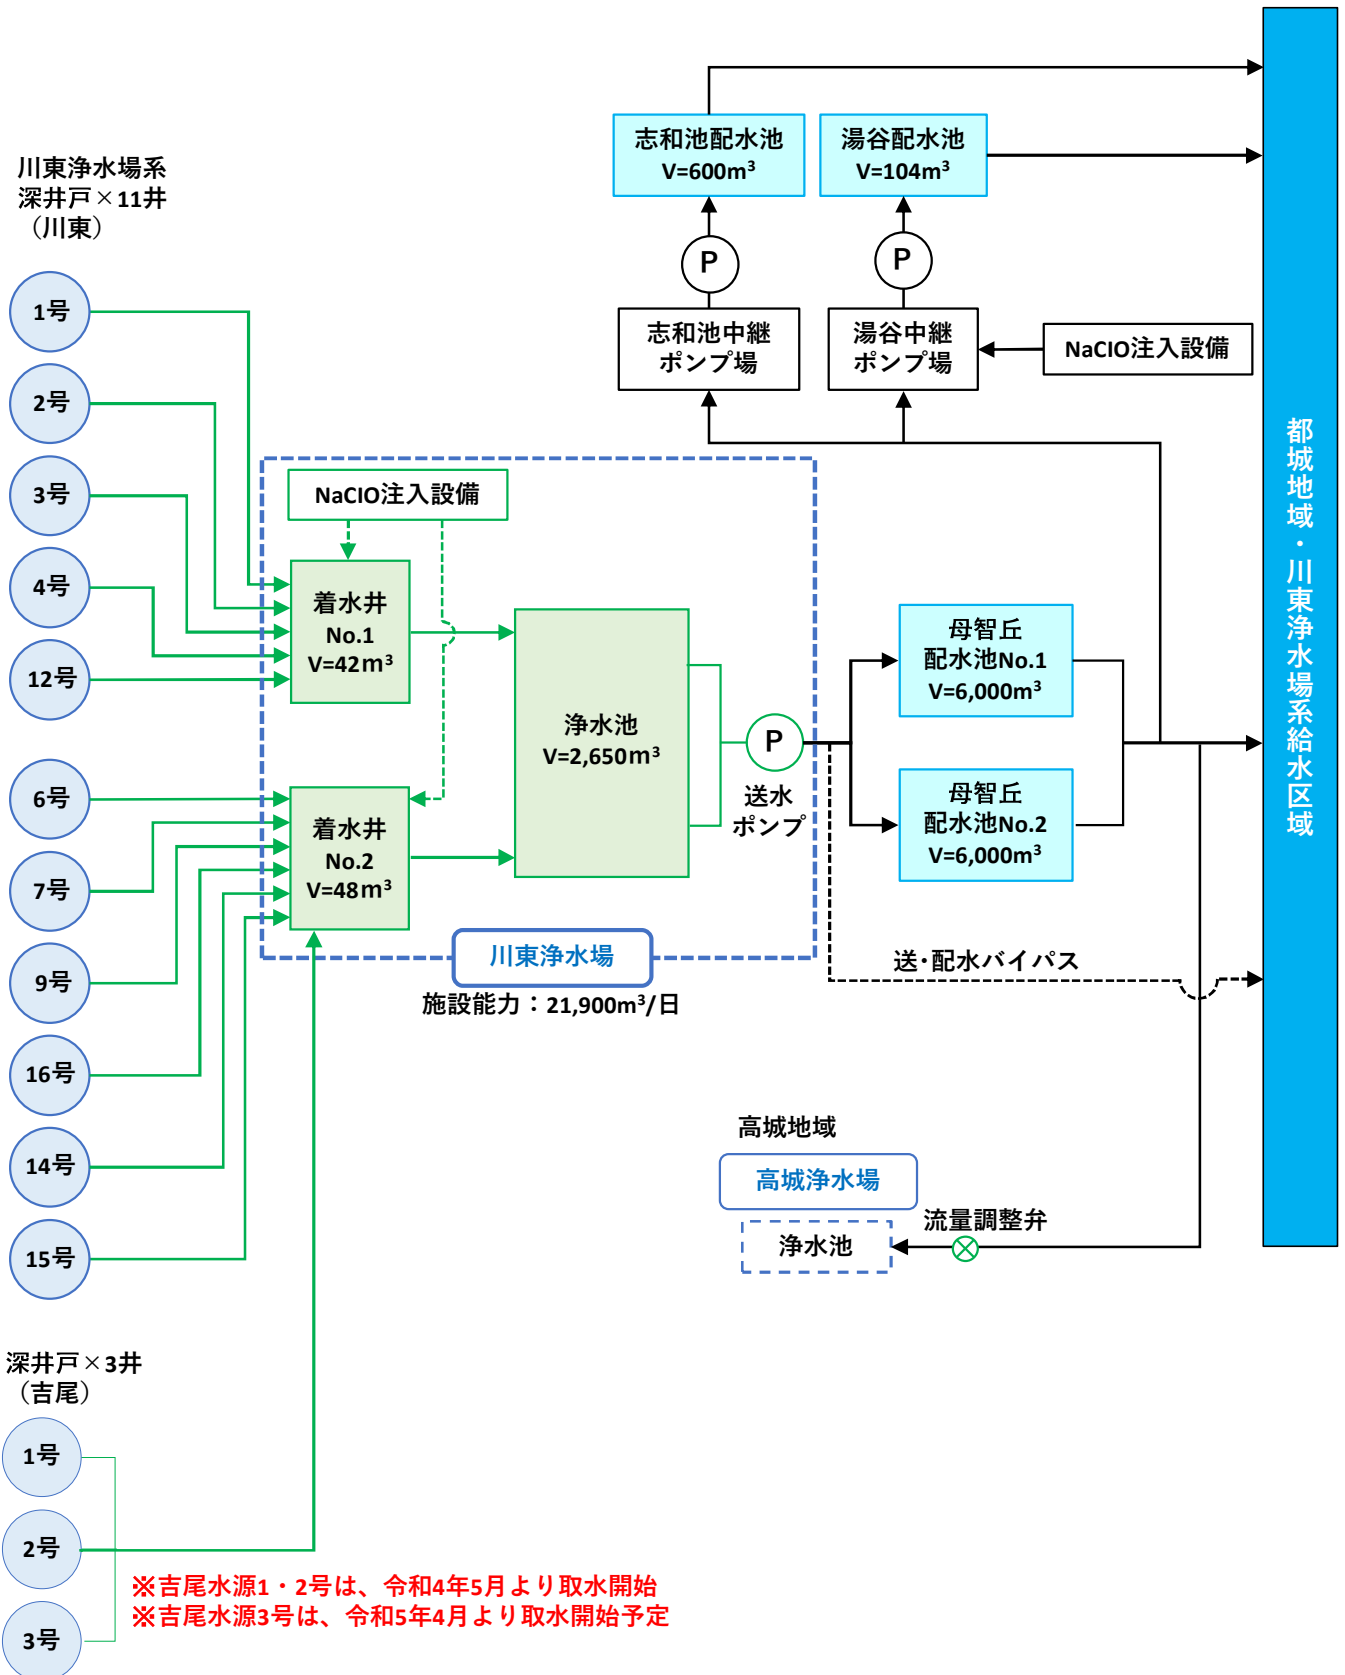 川東浄水場系
深井戸×11井
（川東）
1号
2号
3号
4号
12号
6号
7号
9号
16号
14号
15号
深井戸×3井
（吉尾）
1号
2号
3号
※吉尾水源1・2号は、令和4年5月より取水開始
※吉尾水源3号は、令和5年4月より取水開始予定
NaClO注入設備
着水井
No.1
V=42m³
着水井
No.2
V=48m³
浄水池
V=2,650m³
P
送水
ポンプ
川東浄水場
施設能力：21,900m³/日
志和池配水池
V=600m³
P
志和池中継
ポンプ場
湯谷配水池
V=104m³
P
湯谷中継
ポンプ場
NaClO注入設備
母智丘
配水池No.1
V=6,000m³
母智丘
配水池No.2
V=6,000m³
送・配水バイパス
高城地域
高城浄水場
浄水池
流量調整弁
都城地域・川東浄水場系給水区域